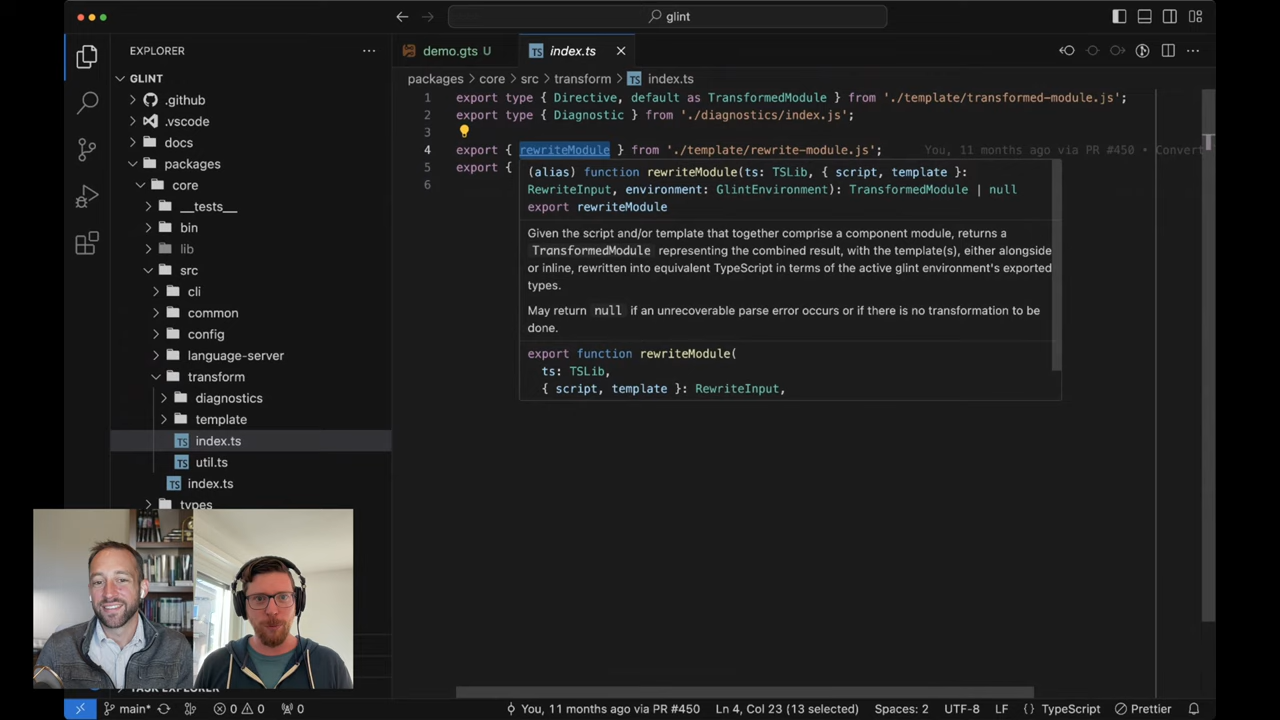 glint
EXPLORER
demo.gts U
index.ts
GLINT
packages
core
src
transform
index.ts
.github
.vscode
docs
packages
core
__tests__
bin
lib
src
cli
common
config
language-server
transform
diagnostics
template
index.ts
util.ts
index.ts
types
TASK EXPLORER
1 export type { Directive, default as TransformedModule } from './template/transformed-module.js';
2 export type { Diagnostic } from './diagnostics/index.js';
3
4 export { rewriteModule } from './template/rewrite-module.js'; You, 11 months ago via PR #450 • Convert
5 export {
6
(alias) function rewriteModule(ts: TSLib, { script, template }:
RewriteInput, environment: GlintEnvironment): TransformedModule | null
export rewriteModule
Given the script and/or template that together comprise a component module, returns a
TransformedModule representing the combined result, with the template(s), either alongside
or inline, rewritten into equivalent TypeScript in terms of the active glint environment's exported
types.
May return null if an unrecoverable parse error occurs or if there is no transformation to be
done.
export function rewriteModule(
ts: TSLib,
{ script, template }: RewriteInput,
main* 0 0 0 You, 11 months ago via PR #450 Ln 4, Col 23 (13 selected) Spaces: 2 UTF-8 LF { } TypeScript Prettier